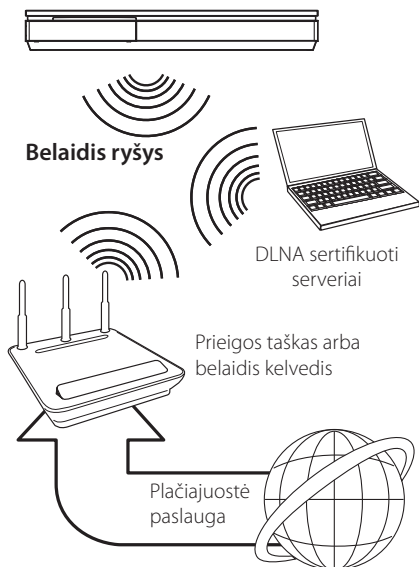 Belaidis ryšys
DLNA sertifikuoti
serveriai
Prieigos taškas arba
belaidis kelvedis
Plačiajuostė
paslauga